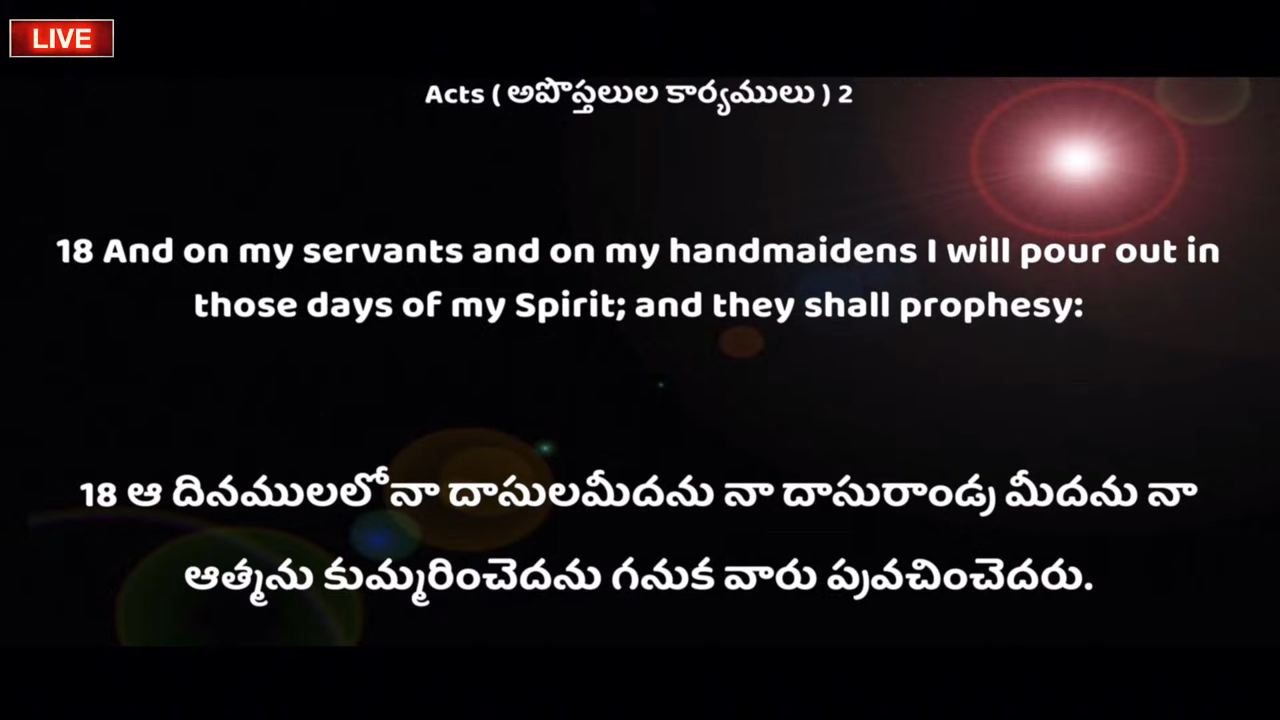 LIVE
Acts ( అపొస్తలుల కార్యములు ) 2
18 And on my servants and on my handmaidens I will pour out in
those days of my Spirit; and they shall prophesy:
18 ఆ దినములలో నా దాసులమీదను నా దాసురాండ్ర మీదను నా
ఆత్మను కుమ్మరించెదను గనుక వారు ప్రవచించెదరు.